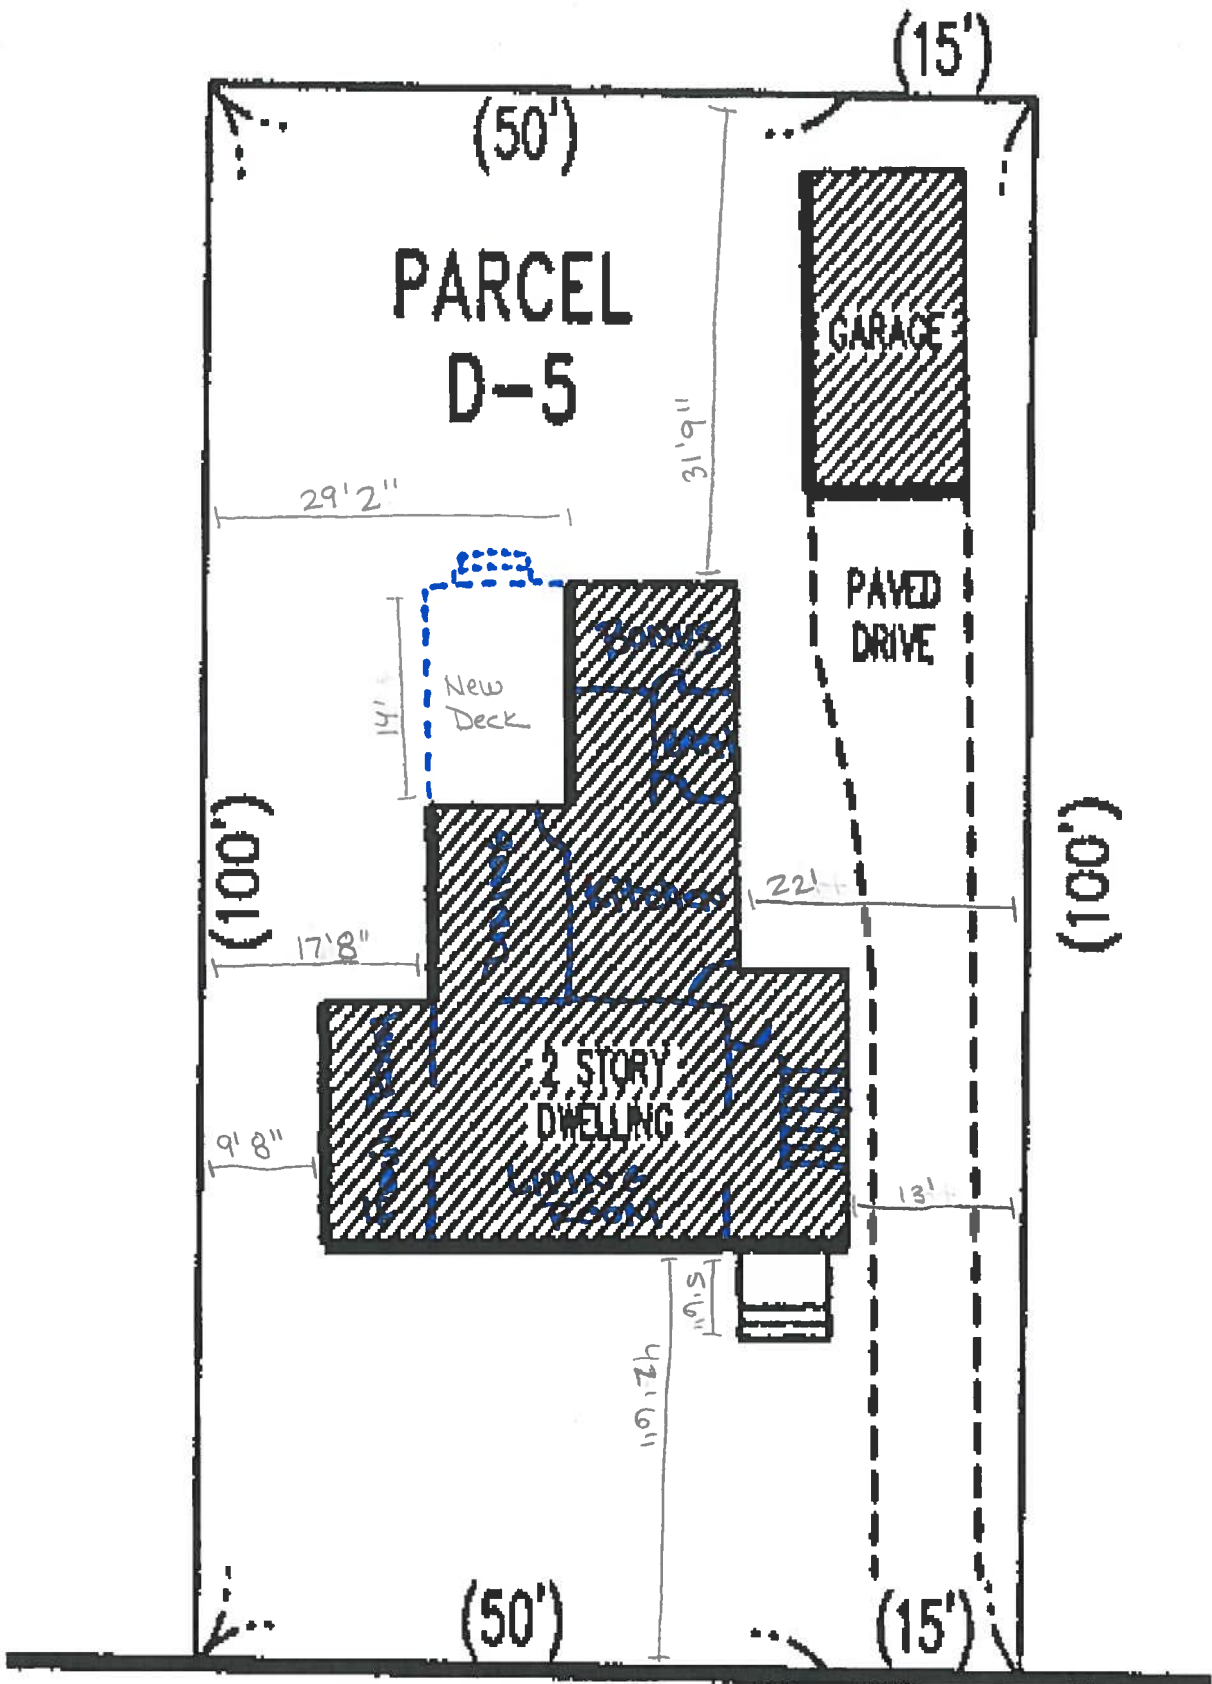 (15')
(50')
PARCEL
D-5
GARAGE
31'9"
29'2"
PAVED
DRIVE
Bonus
New
Deck
14'
(100')
(100')
Kitchen
22'
17'8"
2 STORY
DWELLING
9'8"
Living
Room
13'
5'6"
42'6"
(50')
(15')